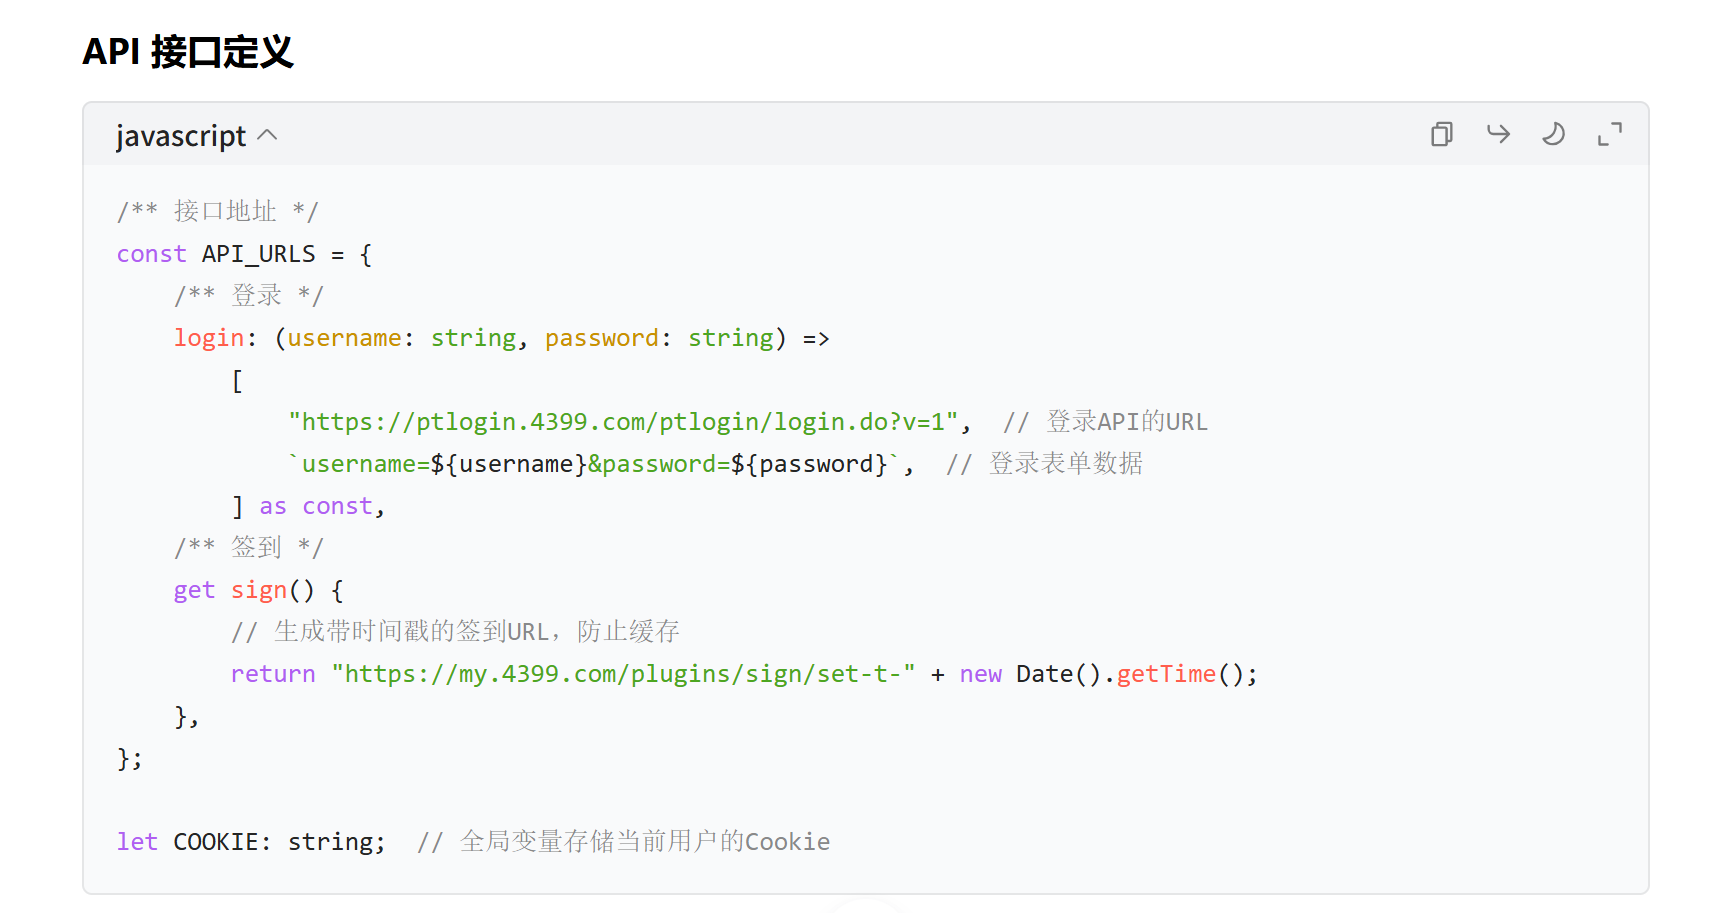 API 接口定义
javascript
/** 接口地址 */
const API_URLS = {
    /** 登录 */
    login: (username: string, password: string) =>
        [
            "https://ptlogin.4399.com/ptlogin/login.do?v=1",  // 登录API的URL
            `username=${username}&password=${password}`,  // 登录表单数据
        ] as const,
    /** 签到 */
    get sign() {
        // 生成带时间戳的签到URL，防止缓存
        return "https://my.4399.com/plugins/sign/set-t-" + new Date().getTime();
    },
};
let COOKIE: string;  // 全局变量存储当前用户的Cookie